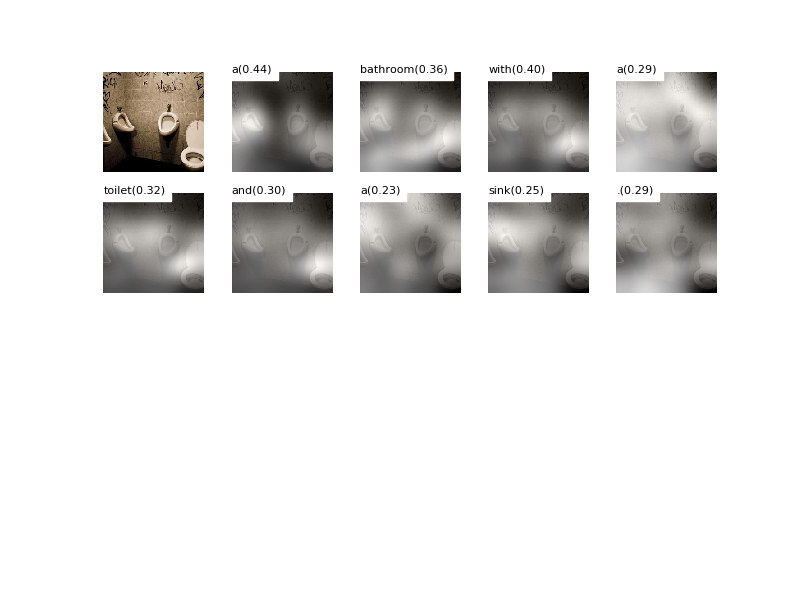 a(0.44) bathroom(0.36) with(0.40) a(0.29)
toilet(0.32) and(0.30) a(0.23) sink(0.25) .(0.29)